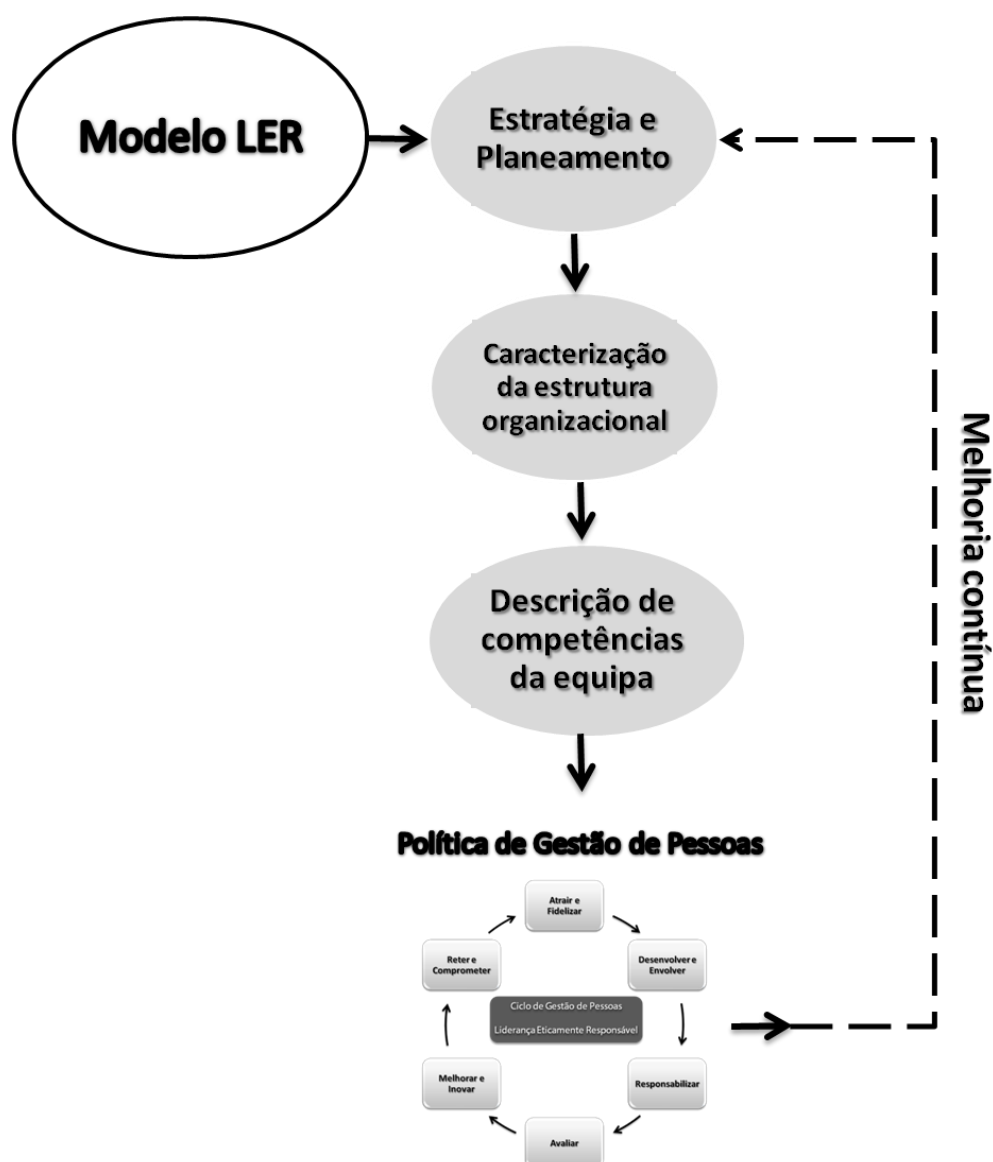 Modelo LER
Estratégia e
Planeamento
Caracterização
da estrutura
organizacional
Descrição de
competências
da equipa
Melhoria contínua
Política de Gestão de Pessoas
Atrair e
Fidelizar
Desenvolver e
Envolver
Responsabilizar
Avaliar
Melhorar e
Inovar
Reter e
Comprometer
Ciclo de Gestão de Pessoas
Liderança Eticamente Responsável